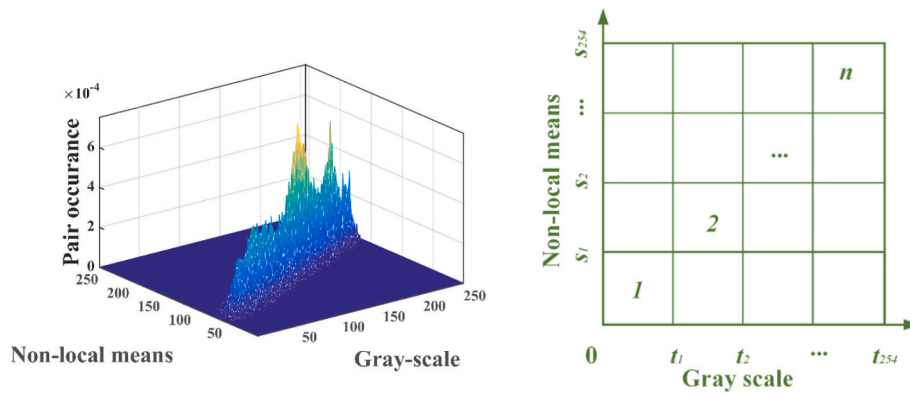 ×10⁻⁴
6
4
2
0
Pair occurance
250
200
150
100
50
Non-local means
50
100
150
200
250
Gray-scale
Non-local means
s254
...
s2
s1
n
...
2
1
0
t1
t2
...
t254
Gray scale